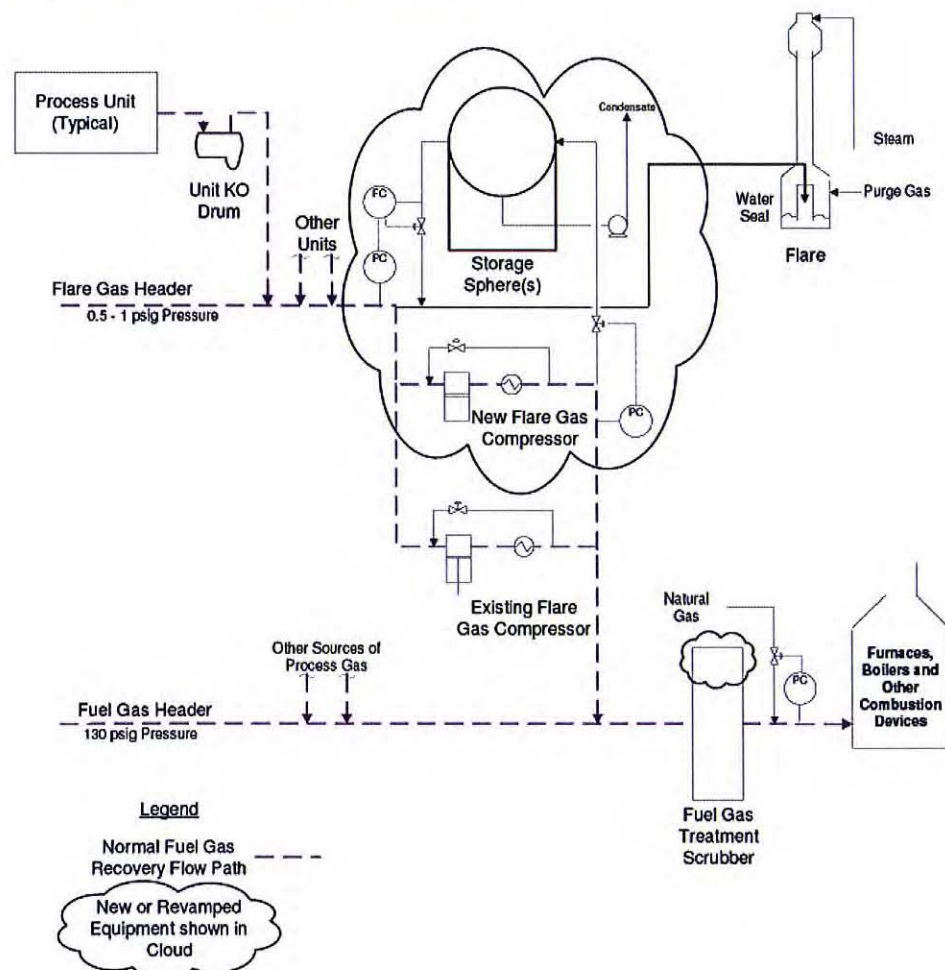 Process Unit
(Typical)
Unit KO
Drum
Other
Units
Flare Gas Header
0.5 - 1 psig Pressure
FC
PC
Condensate
Storage
Sphere(s)
Steam
Water
Seal
Purge Gas
Flare
New Flare Gas
Compressor
PC
Existing Flare
Gas Compressor
Other Sources of
Process Gas
Fuel Gas Header
130 psig Pressure
Natural
Gas
PC
Furnaces,
Boilers and
Other
Combustion
Devices
Fuel Gas
Treatment
Scrubber
Legend
Normal Fuel Gas
Recovery Flow Path
New or Revamped
Equipment shown in
Cloud